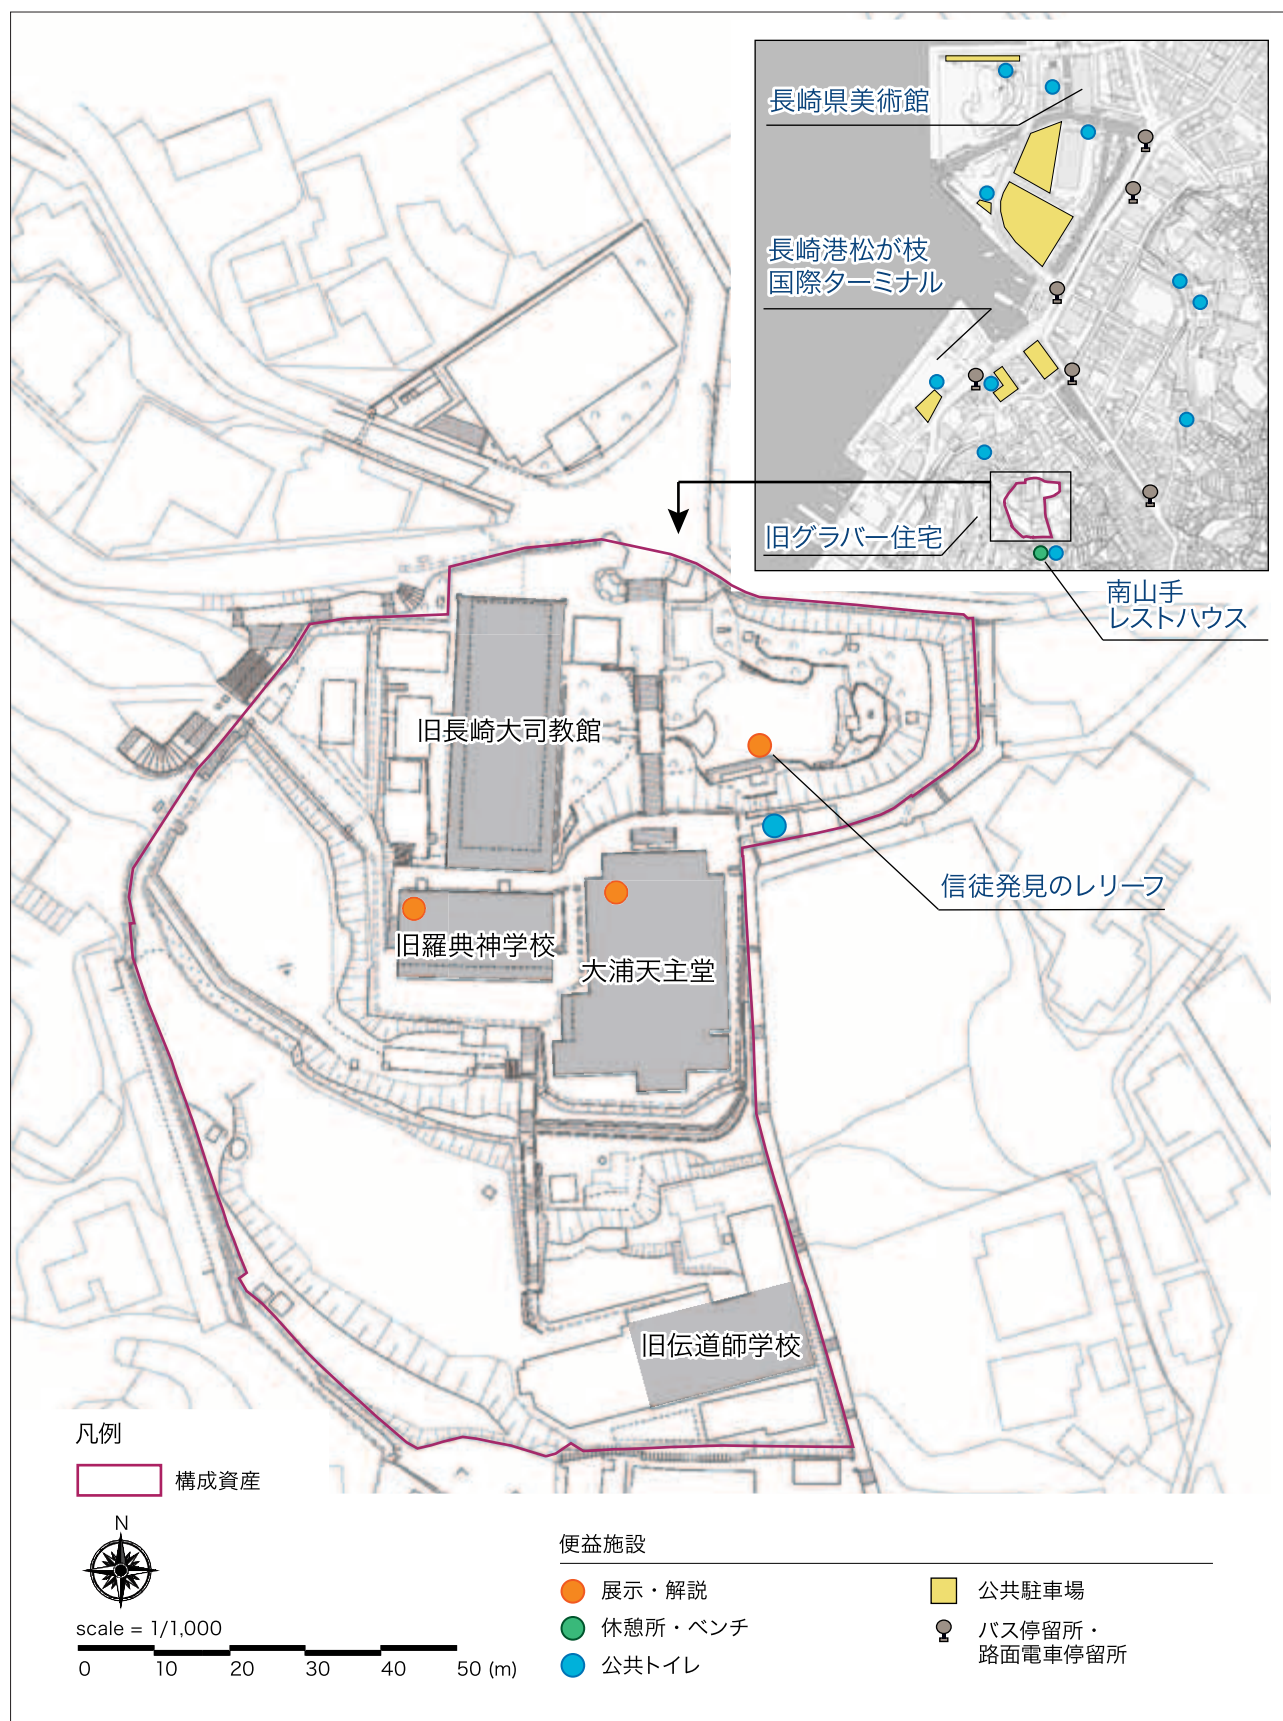 長崎県美術館
長崎港松が枝
国際ターミナル
旧グラバー住宅
南山手
レストハウス
旧長崎大司教館
信徒発見のレリーフ
旧羅典神学校
大浦天主堂
旧伝道師学校
凡例
構成資産
N
scale = 1/1,000
0 10 20 30 40 50 (m)
便益施設
展示・解説
休憩所・ベンチ
公共トイレ
公共駐車場
バス停留所・
路面電車停留所